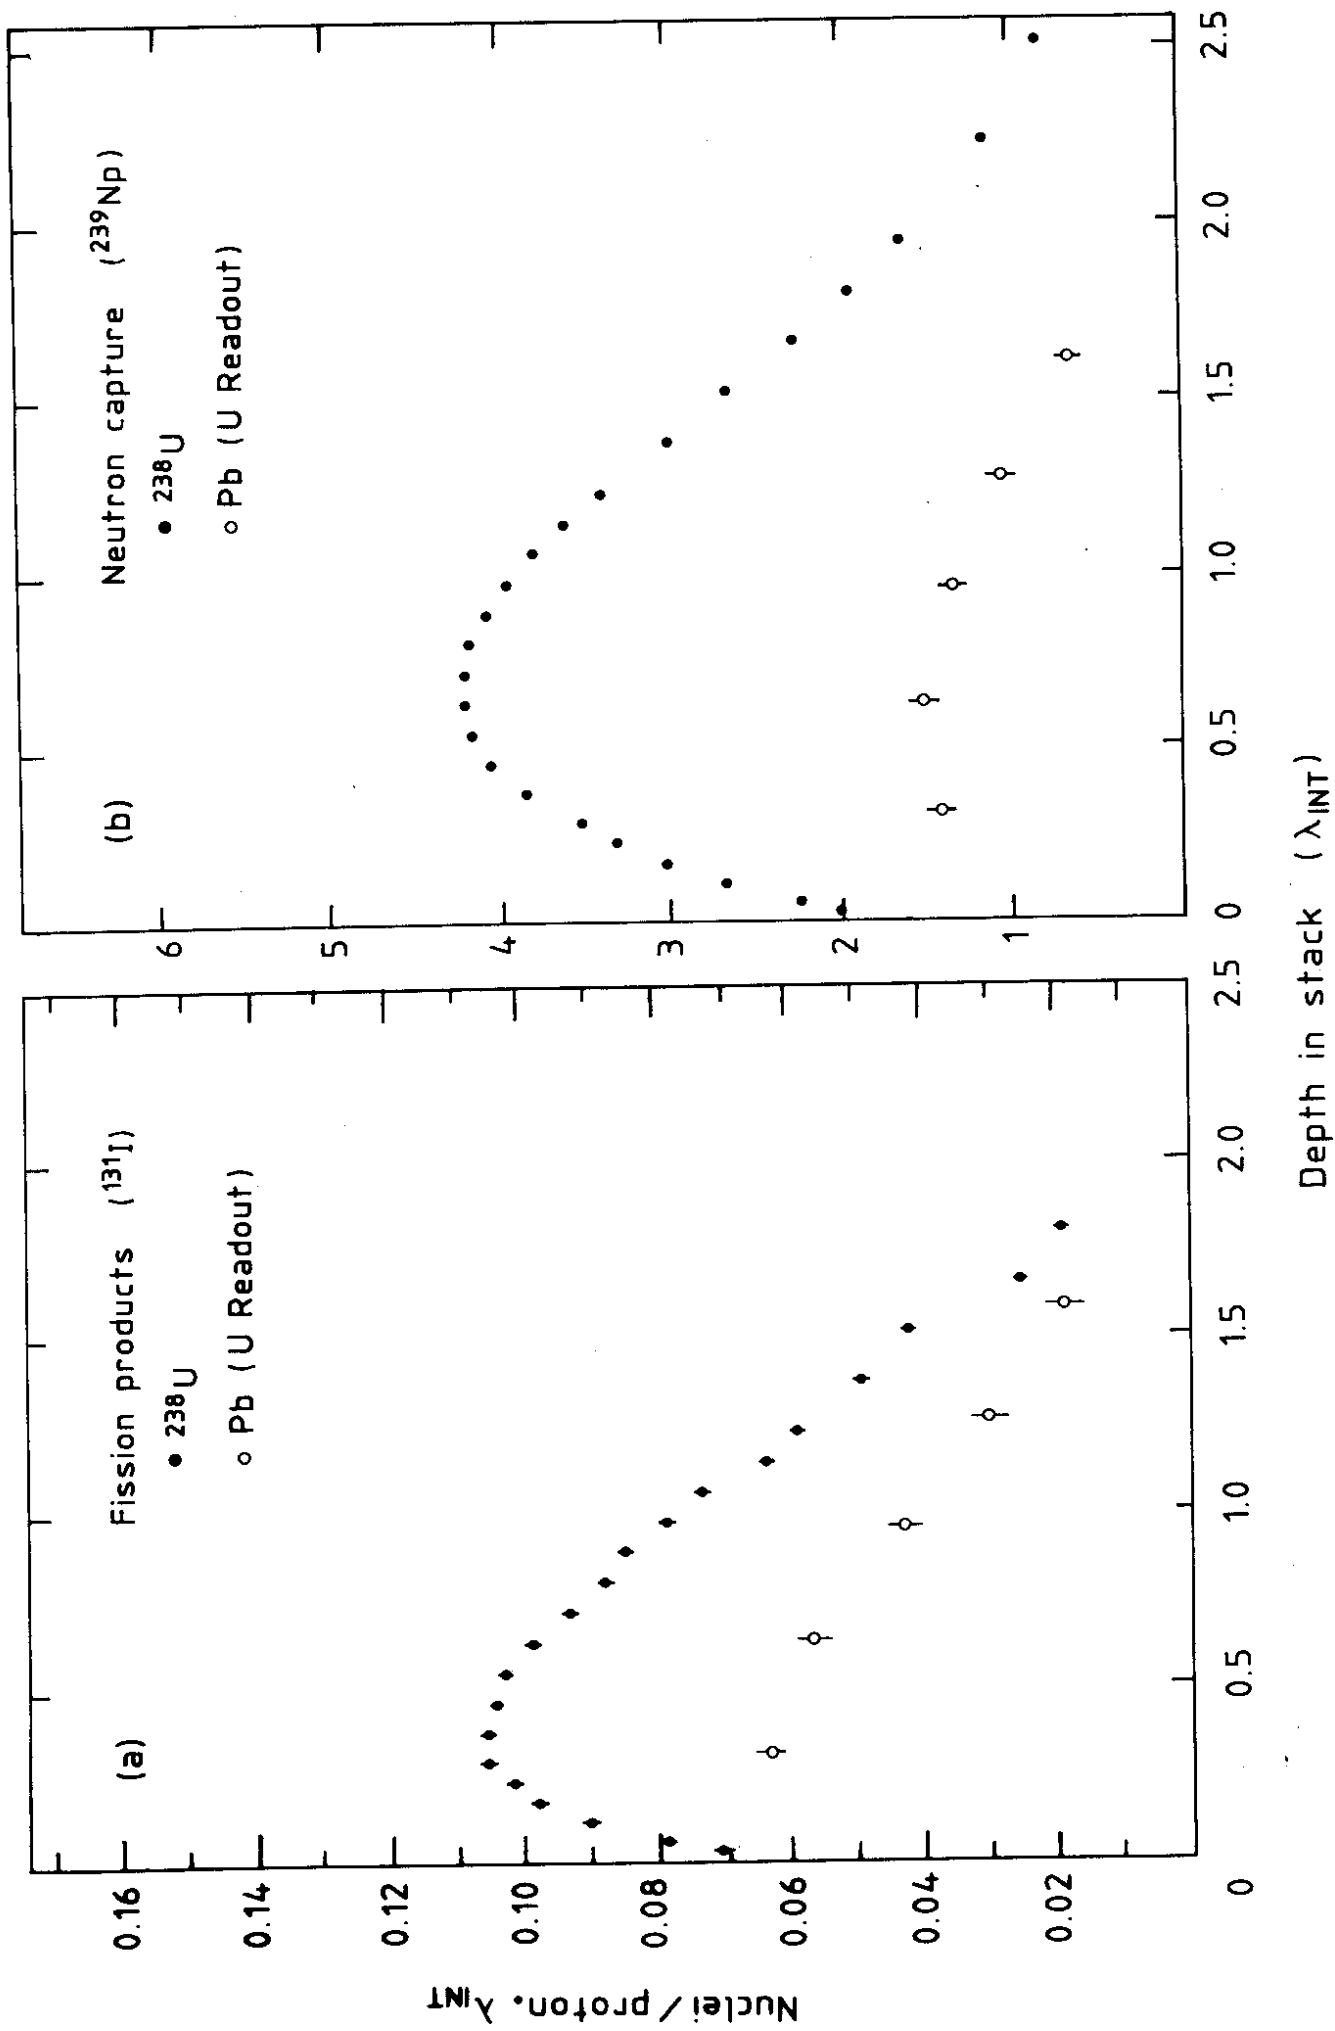 Nuclei / proton . λINT
0.16
0.14
0.12
0.10
0.08
0.06
0.04
0.02
(a)
Fission products (¹³¹I)
● ²³⁸U
○ Pb (U Readout)
0
0.5
1.0
1.5
2.0
2.5
6
5
4
3
2
1
(b)
Neutron capture (²³⁹Np)
● ²³⁸U
○ Pb (U Readout)
0
0.5
1.0
1.5
2.0
2.5
Depth in stack (λINT)